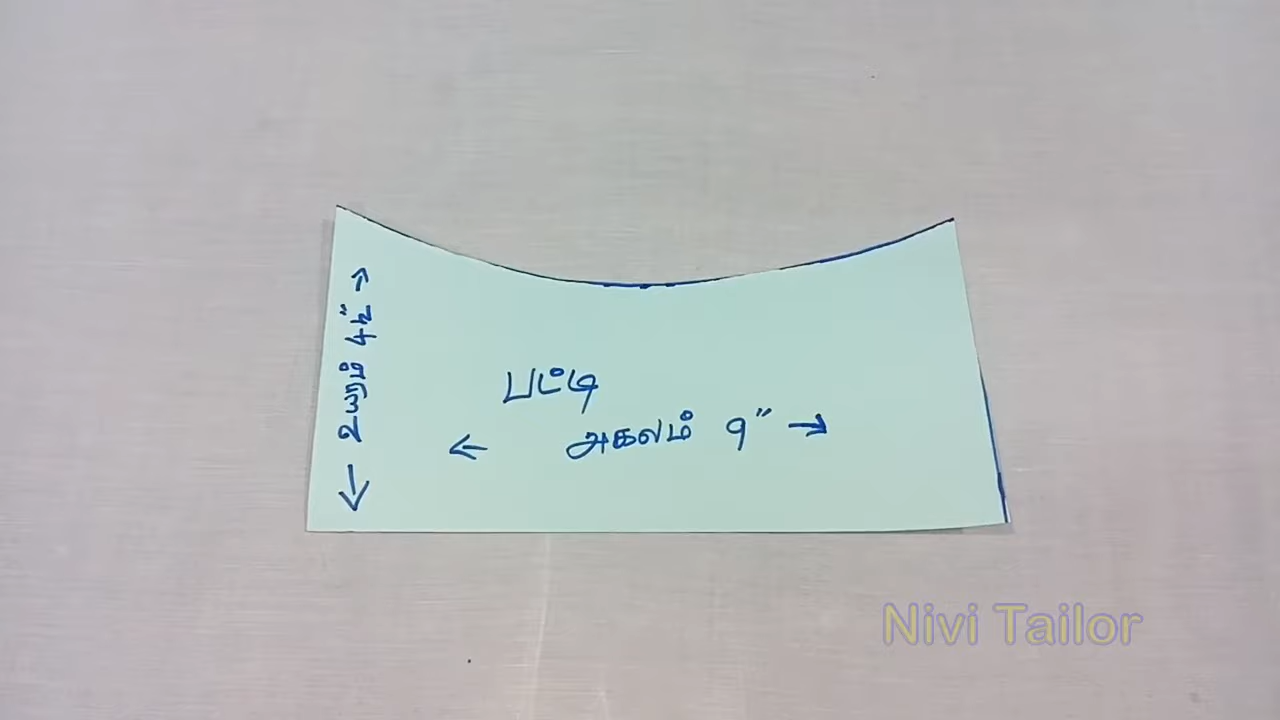 ← உயரம் 4½" →
பட்டி
← அகலம் 9" →
Nivi Tailor